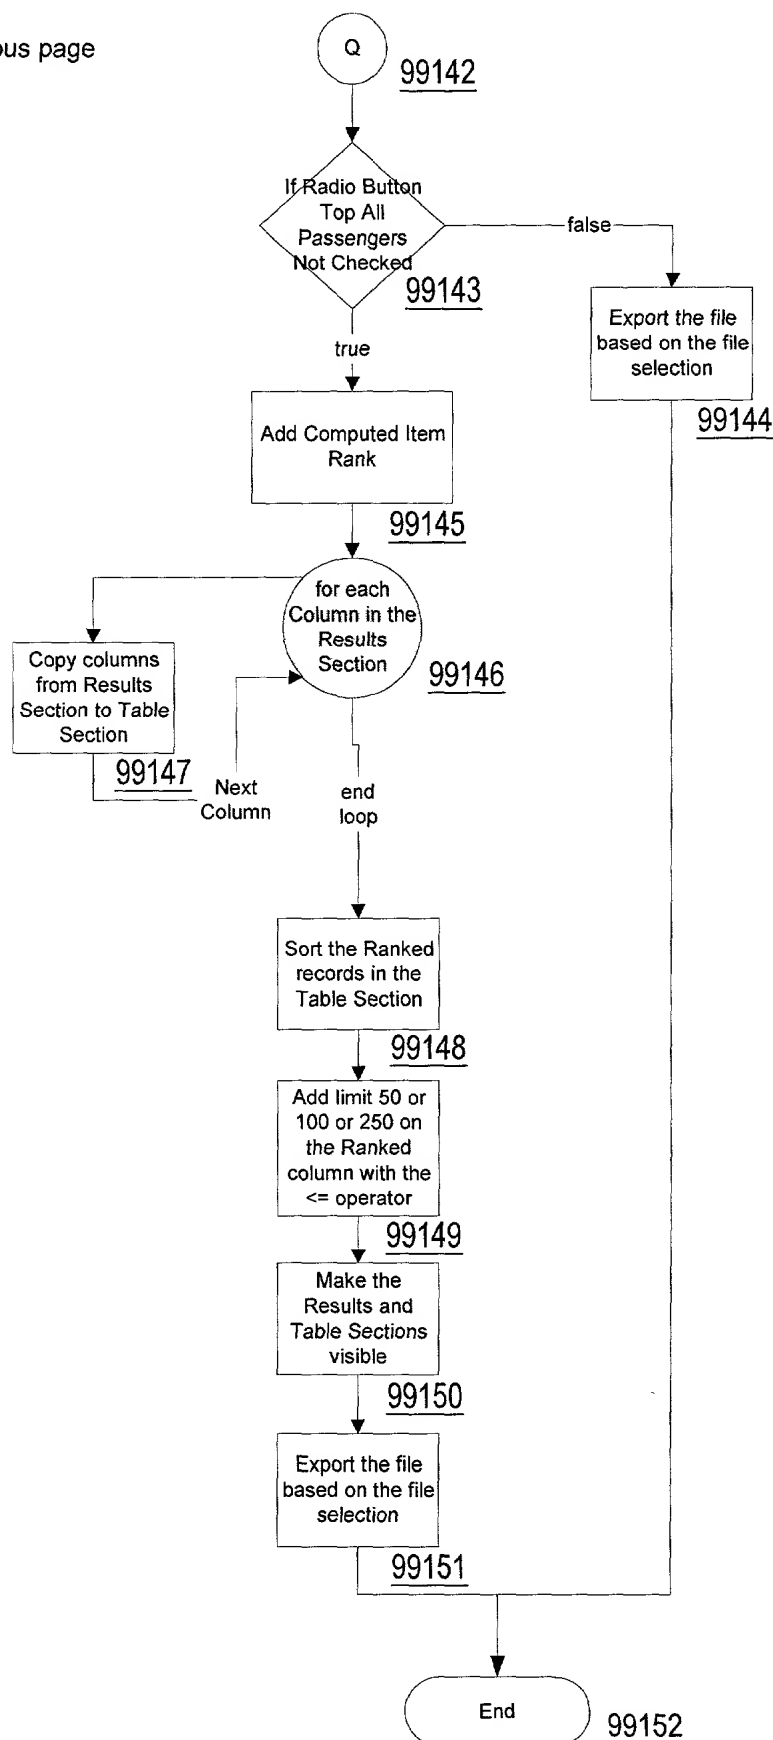 ous page
Q
99142
If Radio Button
Top All
Passengers
Not Checked
99143
false
Export the file
based on the file
selection
99144
true
Add Computed Item
Rank
99145
for each
Column in the
Results
Section
99146
Copy columns
from Results
Section to Table
Section
99147
Next
Column
end
loop
Sort the Ranked
records in the
Table Section
99148
Add limit 50 or
100 or 250 on
the Ranked
column with the
<= operator
99149
Make the
Results and
Table Sections
visible
99150
Export the file
based on the file
selection
99151
End
99152